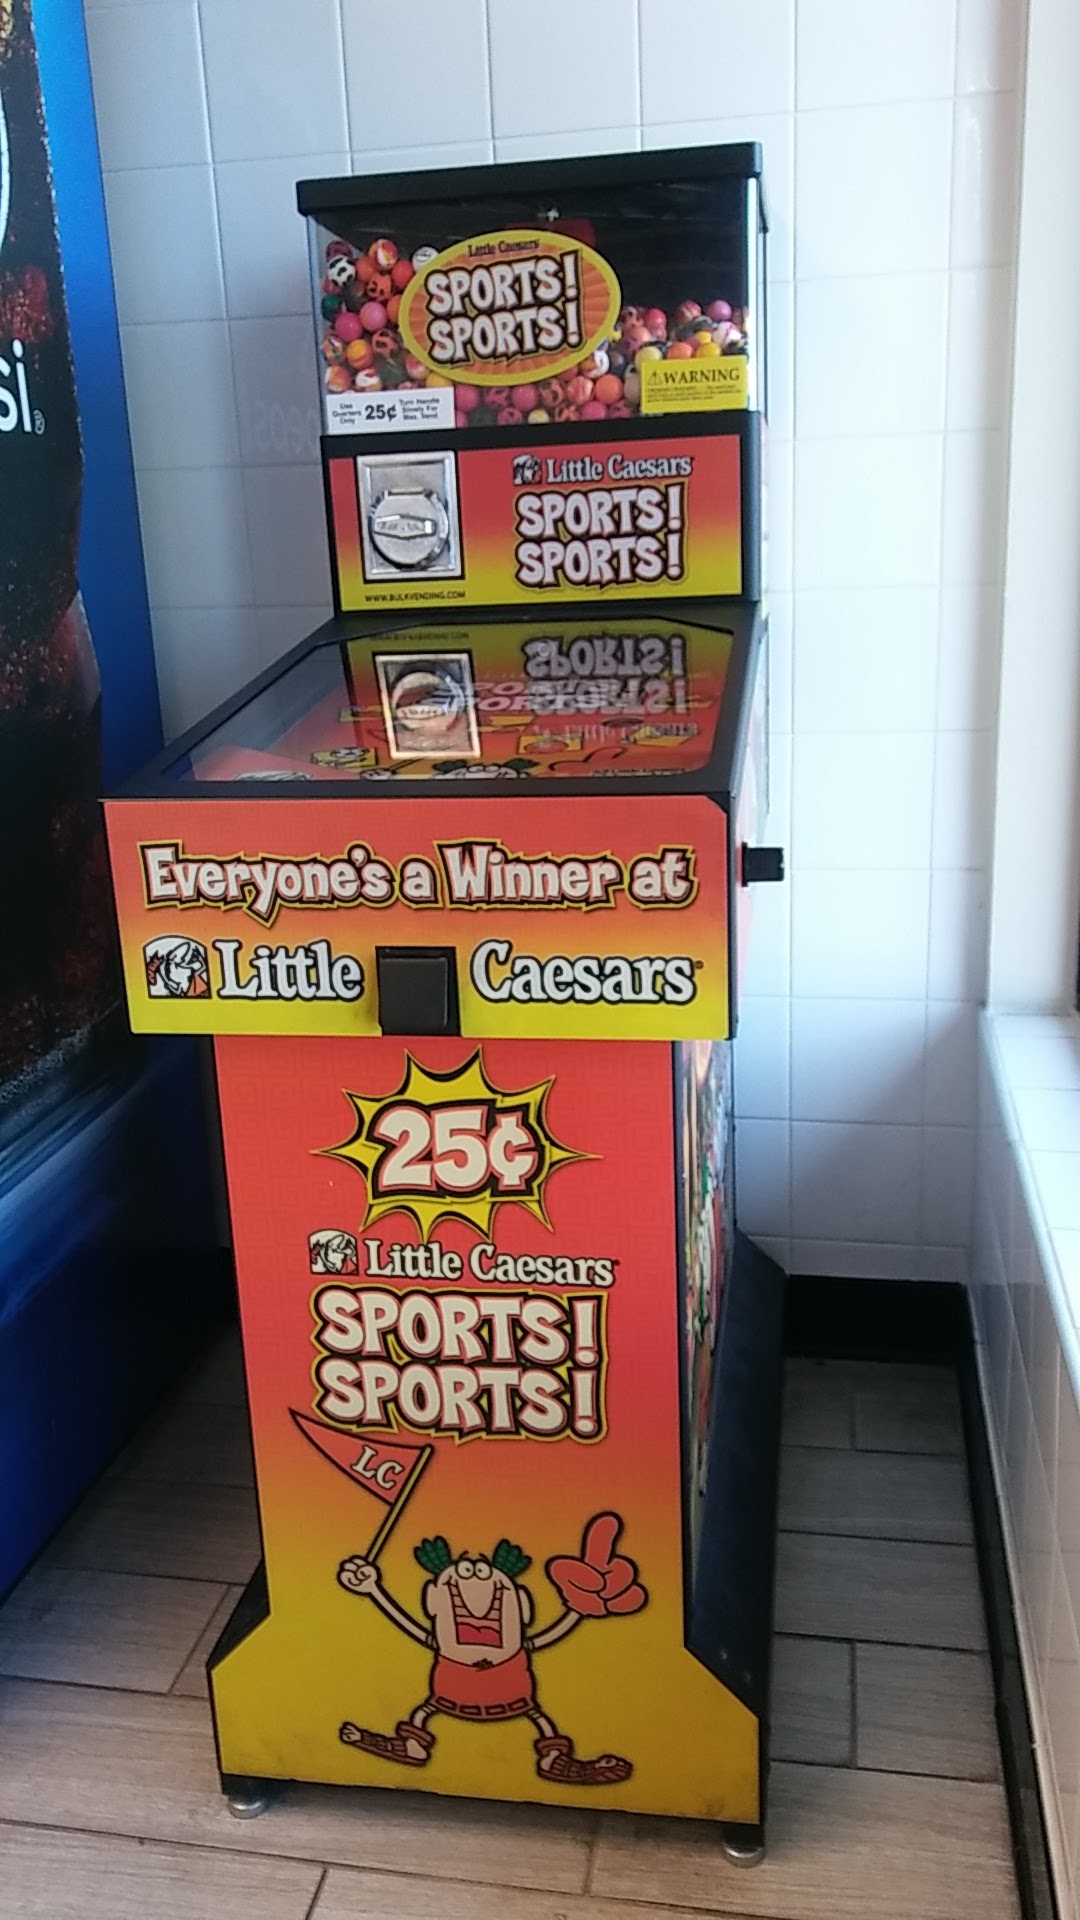 si®
Little Caesars
SPORTS!
SPORTS!
WARNING
Use
Quarters
Only
25¢
Turn Handle
Slowly For
Max. Vend
Little Caesars
SPORTS!
SPORTS!
WWW.BULKVENDING.COM
Everyone's a Winner at
Little Caesars
25¢
Little Caesars
SPORTS!
SPORTS!
LC